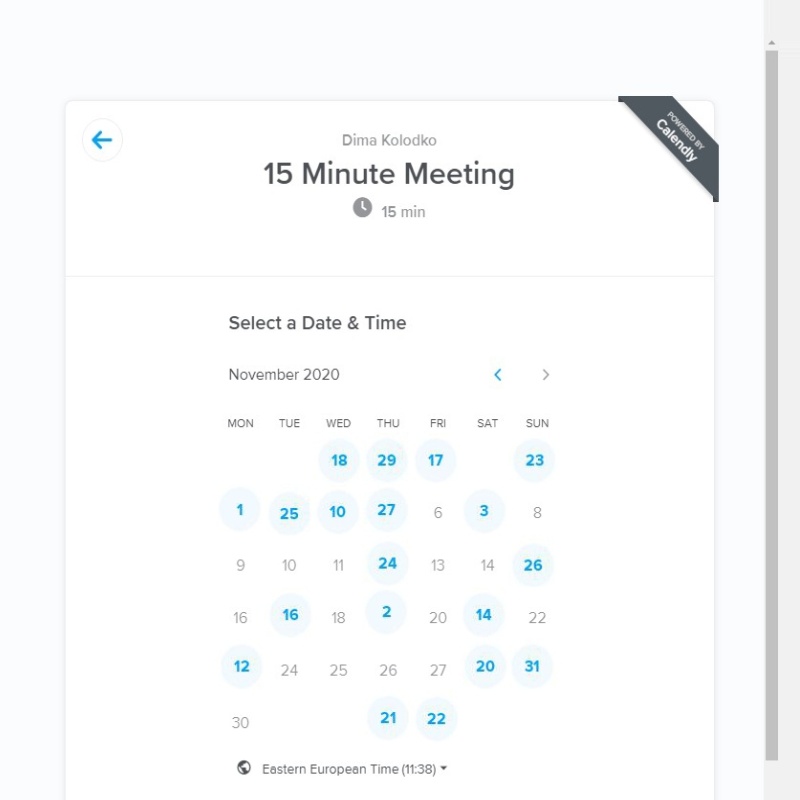 POWERED BY
Calendly
Dima Kolodko
15 Minute Meeting
15 min
Select a Date & Time
November 2020
MON TUE WED THU FRI SAT SUN
18 29 17 23
1 25 10 27 6 3 8
9 10 11 24 13 14 26
16 16 18 2 20 14 22
12 24 25 26 27 20 31
30 21 22
Eastern European Time (11:38)